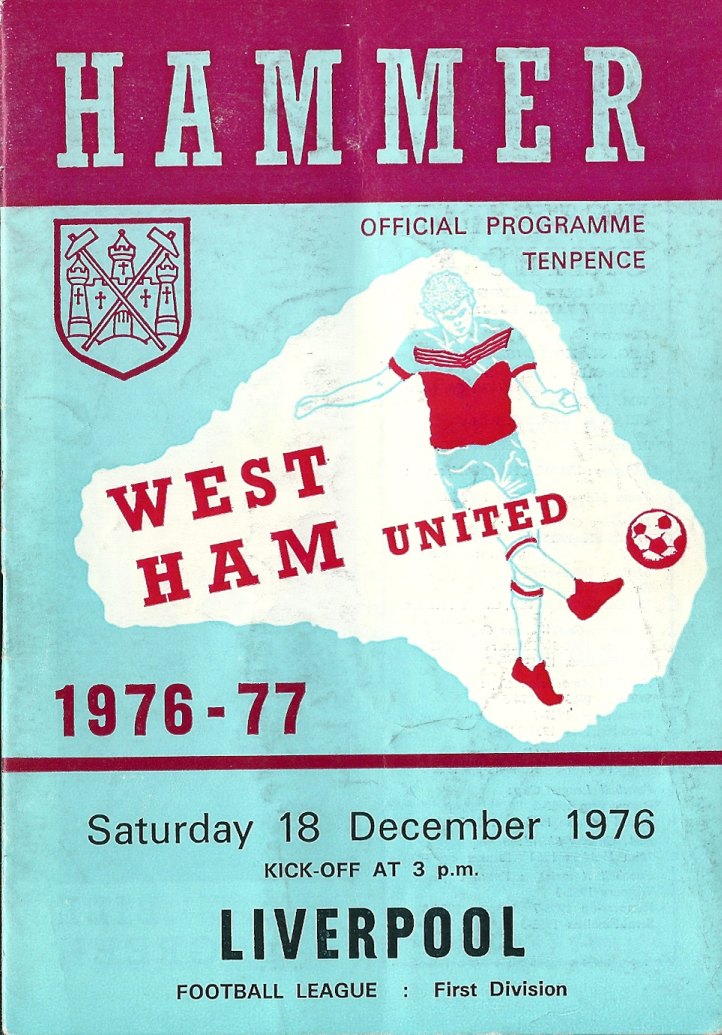 HAMMER
OFFICIAL PROGRAMME
TENPENCE
WEST
HAM UNITED
1976-77
Saturday 18 December 1976
KICK-OFF AT 3 p.m.
LIVERPOOL
FOOTBALL LEAGUE : First Division